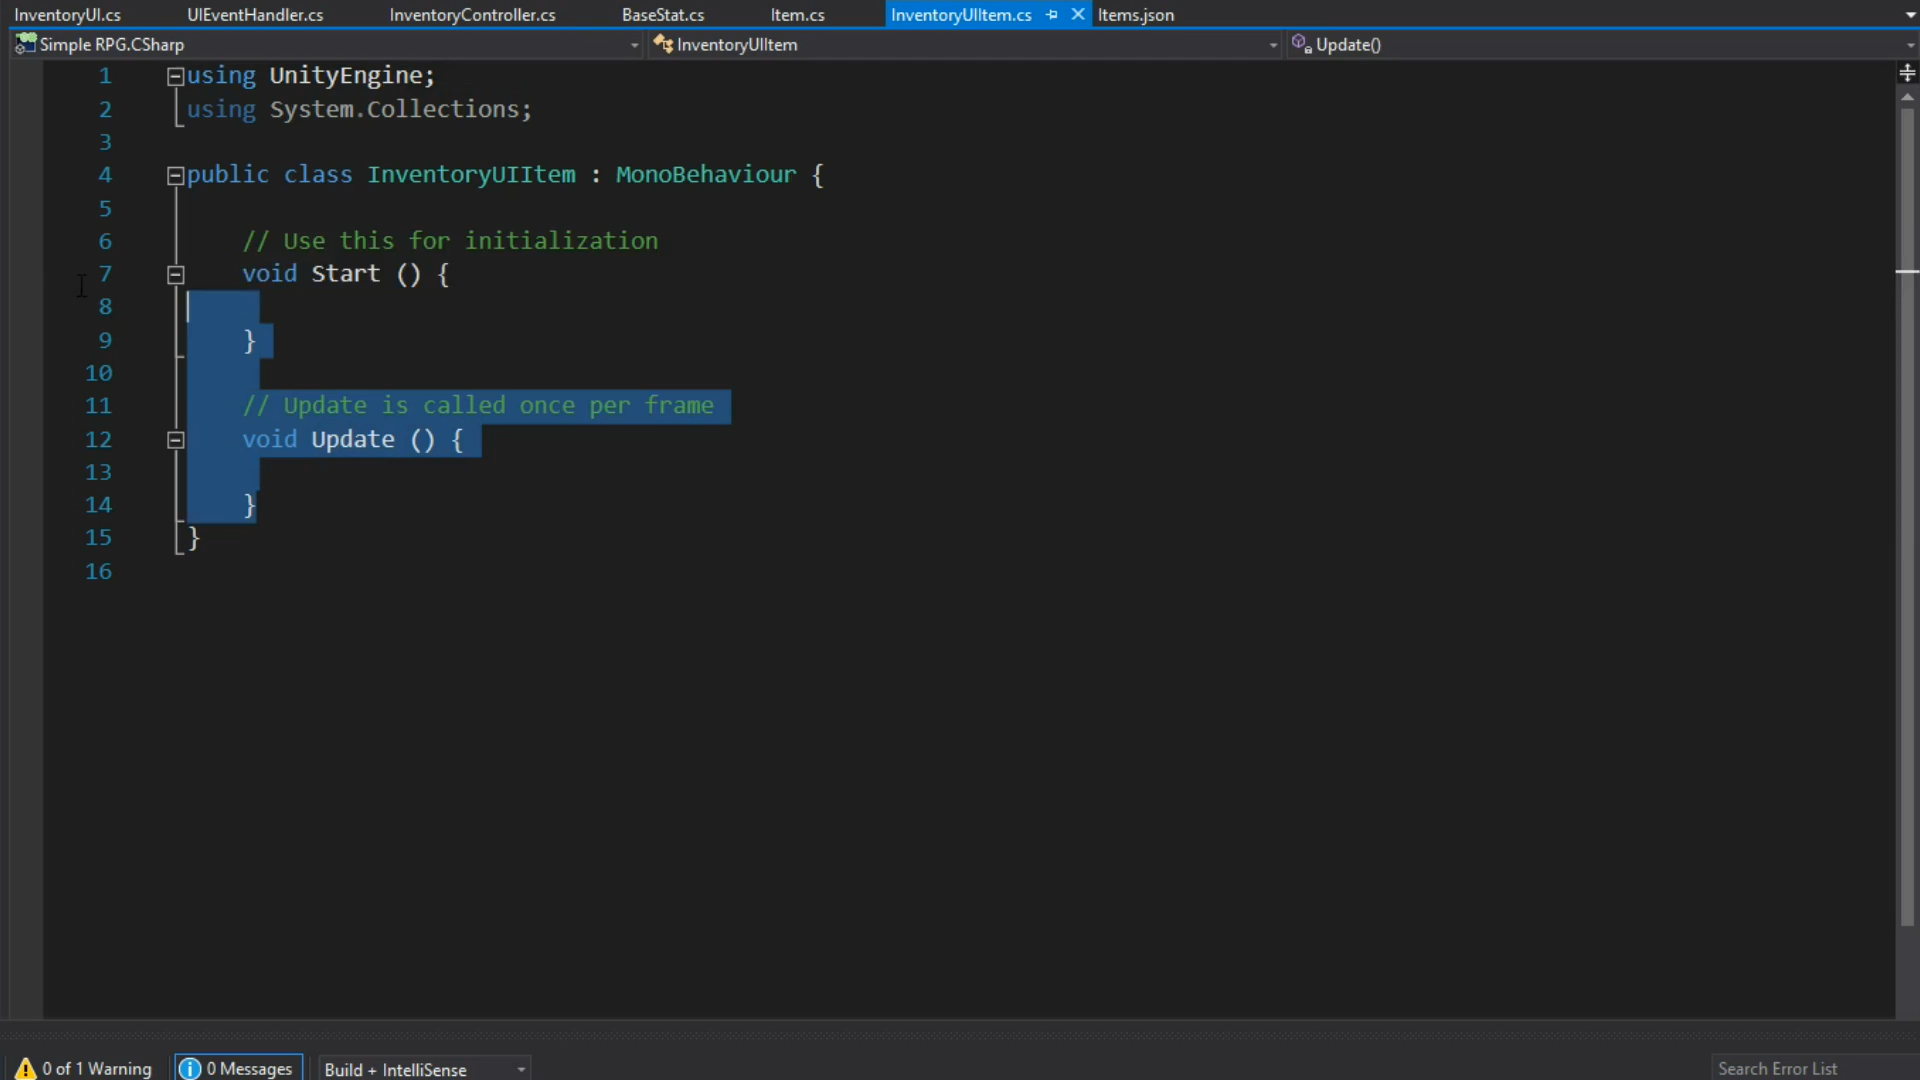 InventoryUI.cs UIEventHandler.cs InventoryController.cs BaseStat.cs Item.cs InventoryUIItem.cs Items.json
Simple RPG.CSharp InventoryUIItem Update()
1 using UnityEngine;
2 using System.Collections;
3
4 public class InventoryUIItem : MonoBehaviour {
5
6 // Use this for initialization
7 void Start () {
8
9 }
10
11 // Update is called once per frame
12 void Update () {
13
14 }
15 }
16
0 of 1 Warning 0 Messages Build + IntelliSense Search Error List